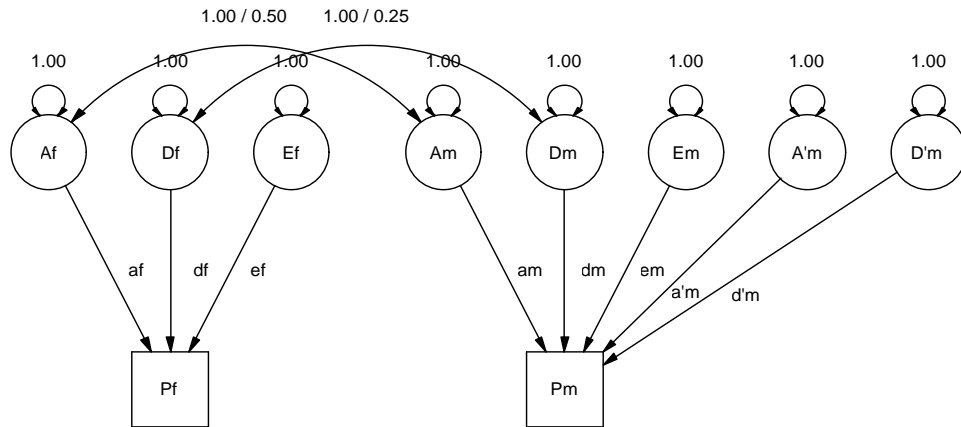 1.00 / 0.50 1.00 / 0.25
1.00 1.00 1.00 1.00 1.00 1.00 1.00 1.00
Af Df Ef Am Dm Em A'm D'm
af df ef am dm em a'm d'm
Pf Pm